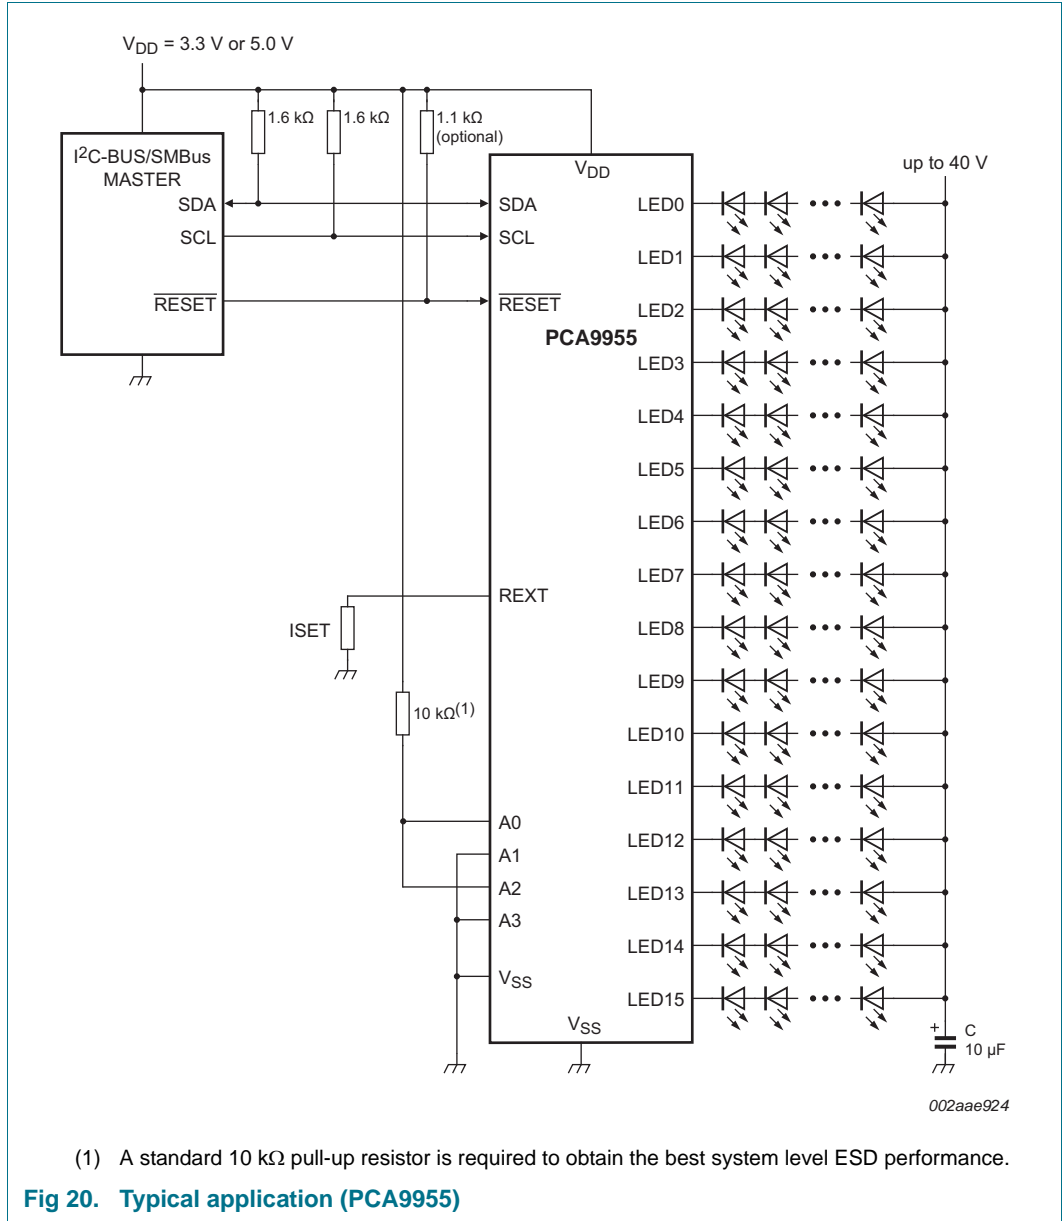 VDD = 3.3 V or 5.0 V
1.6 kΩ
1.6 kΩ
1.1 kΩ
(optional)
I2C-BUS/SMBus
MASTER
SDA
SCL
RESET
VDD
SDA
SCL
RESET
PCA9955
REXT
ISET
10 kΩ(1)
A0
A1
A2
A3
VSS
VSS
up to 40 V
LED0
LED1
LED2
LED3
LED4
LED5
LED6
LED7
LED8
LED9
LED10
LED11
LED12
LED13
LED14
LED15
+
C
10 µF
002aae924
(1) A standard 10 kΩ pull-up resistor is required to obtain the best system level ESD performance.
Fig 20. Typical application (PCA9955)